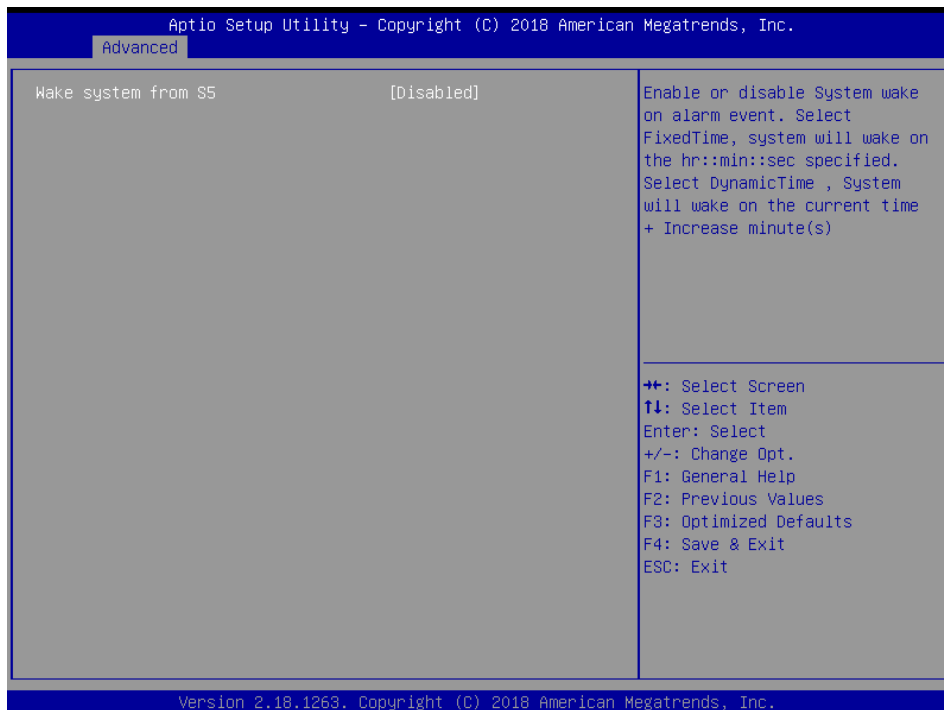 Aptio Setup Utility – Copyright (C) 2018 American Megatrends, Inc.
Advanced
Wake system from S5 [Disabled]
Enable or disable System wake
on alarm event. Select
FixedTime, system will wake on
the hr::min::sec specified.
Select DynamicTime , System
will wake on the current time
+ Increase minute(s)
→←: Select Screen
↑↓: Select Item
Enter: Select
+/-: Change Opt.
F1: General Help
F2: Previous Values
F3: Optimized Defaults
F4: Save & Exit
ESC: Exit
Version 2.18.1263. Copyright (C) 2018 American Megatrends, Inc.